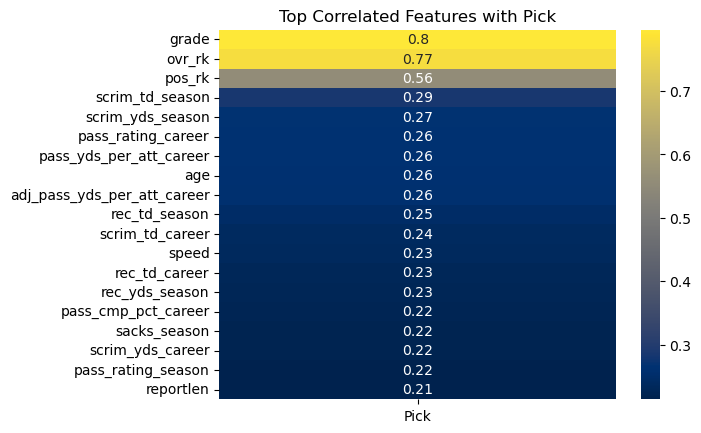 Top Correlated Features with Pick
grade 0.8
ovr_rk 0.77
pos_rk 0.56
scrim_td_season 0.29
scrim_yds_season 0.27
pass_rating_career 0.26
pass_yds_per_att_career 0.26
age 0.26
adj_pass_yds_per_att_career 0.26
rec_td_season 0.25
scrim_td_career 0.24
speed 0.23
rec_td_career 0.23
rec_yds_season 0.23
pass_cmp_pct_career 0.22
sacks_season 0.22
scrim_yds_career 0.22
pass_rating_season 0.22
reportlen 0.21
Pick
0.7
0.6
0.5
0.4
0.3